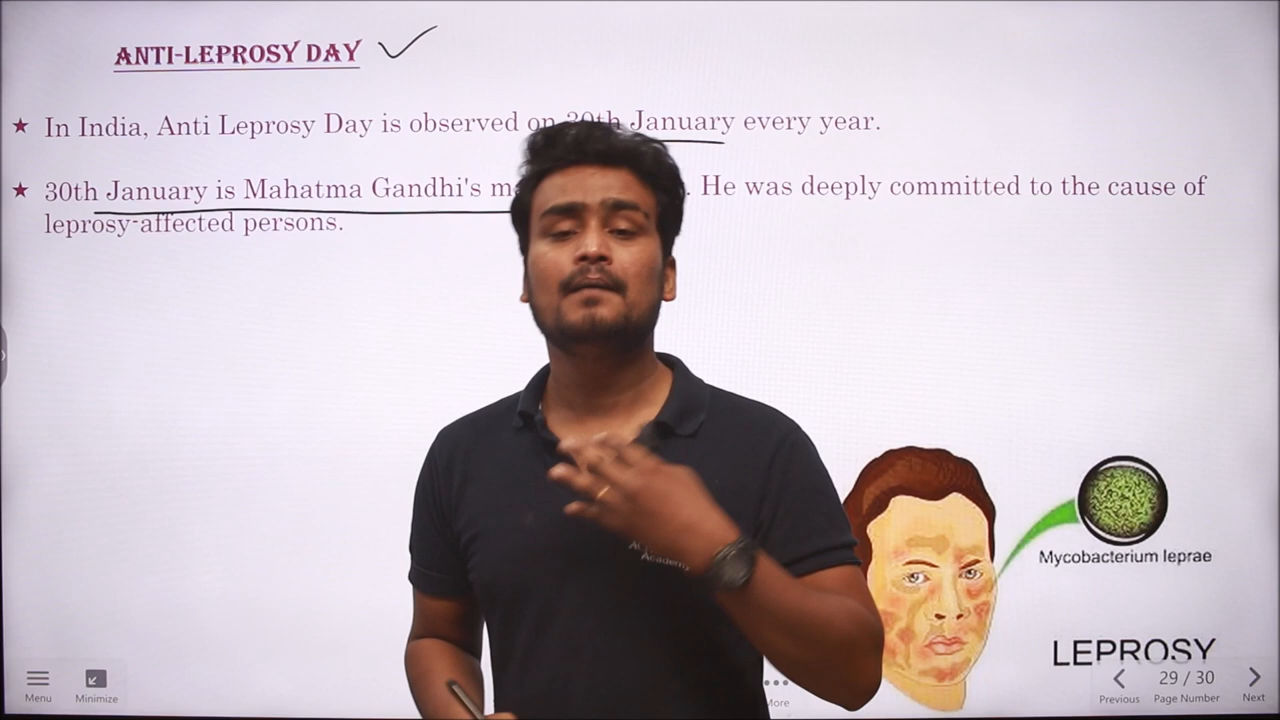 ANTI-LEPROSY DAY
★ In India, Anti Leprosy Day is observed on 30th January every year.
★ 30th January is Mahatma Gandhi's . He was deeply committed to the cause of
leprosy-affected persons.
Academy
Mycobacterium leprae
LEPROSY
Menu
Minimize
More
Previous
29 / 30
Page Number
Next